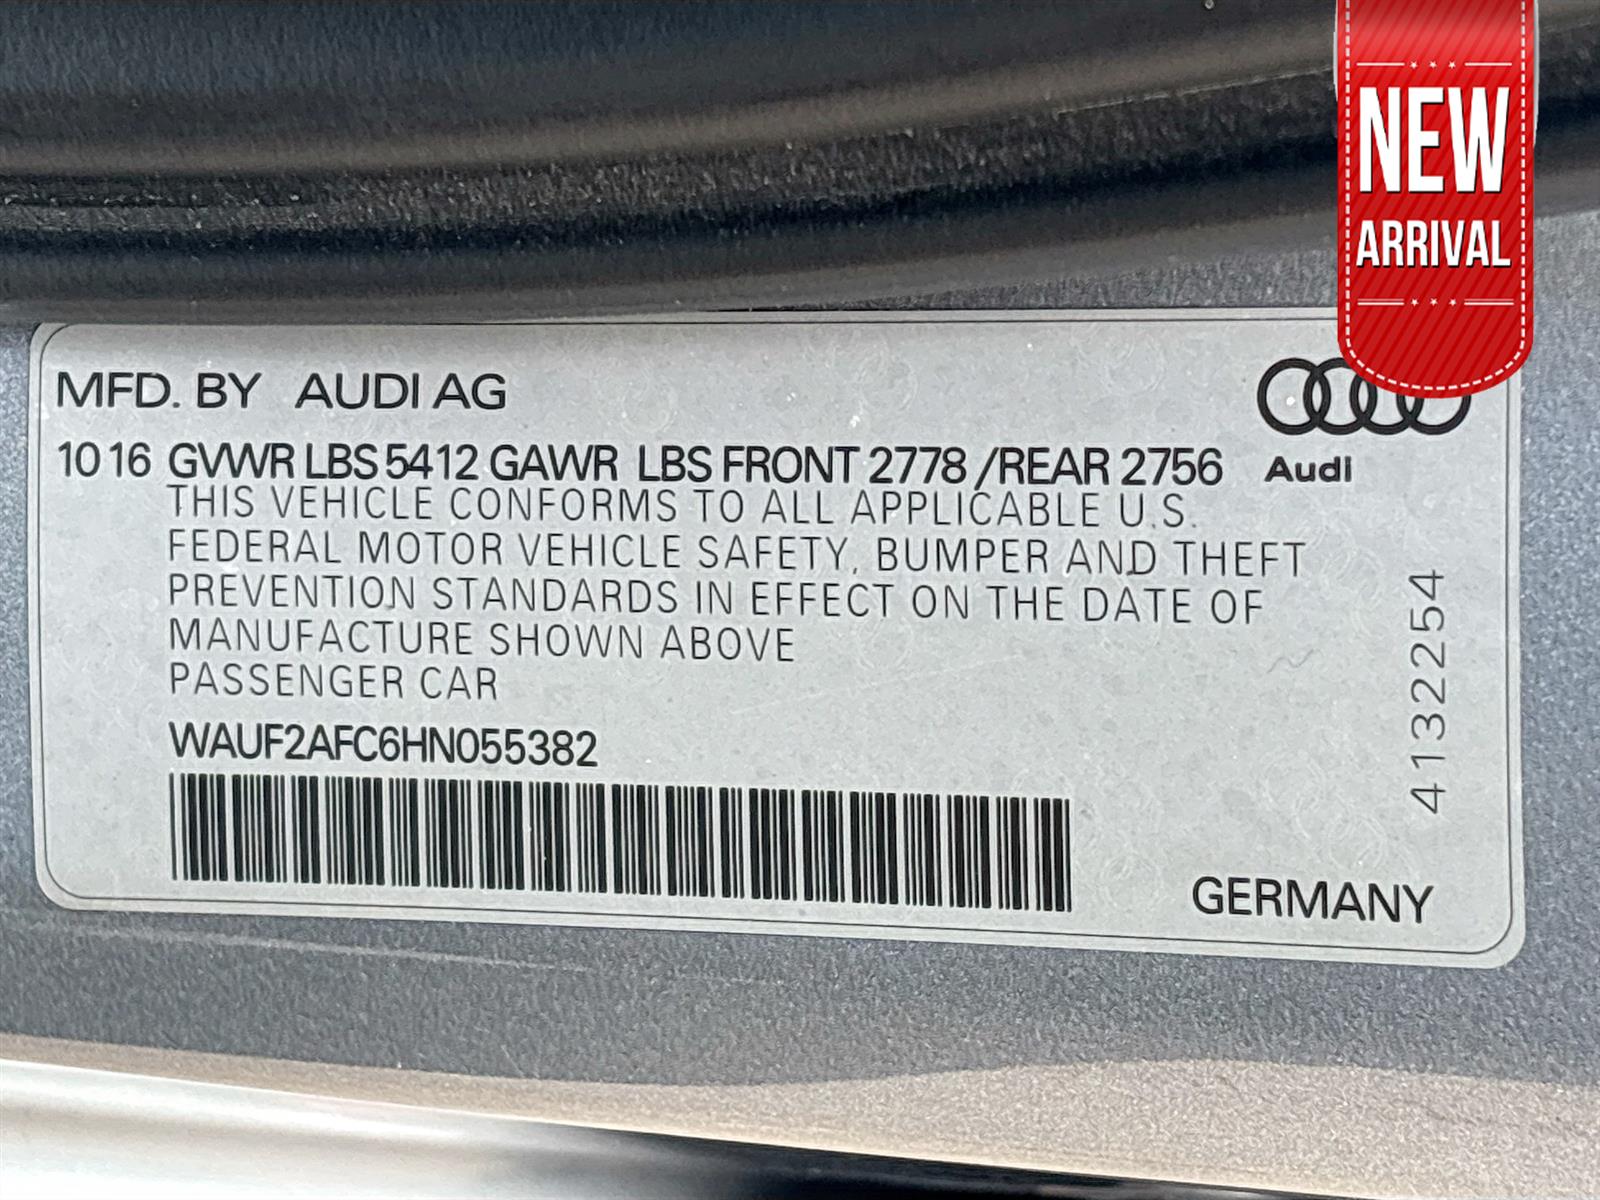 NEW
ARRIVAL
MFD. BY AUDI AG
10 16 GVWR LBS 5412 GAWR LBS FRONT 2778 /REAR 2756
Audi
THIS VEHICLE CONFORMS TO ALL APPLICABLE U.S.
FEDERAL MOTOR VEHICLE SAFETY, BUMPER AND THEFT
PREVENTION STANDARDS IN EFFECT ON THE DATE OF
MANUFACTURE SHOWN ABOVE
PASSENGER CAR
WAUF2AFC6HN055382
4132254
GERMANY